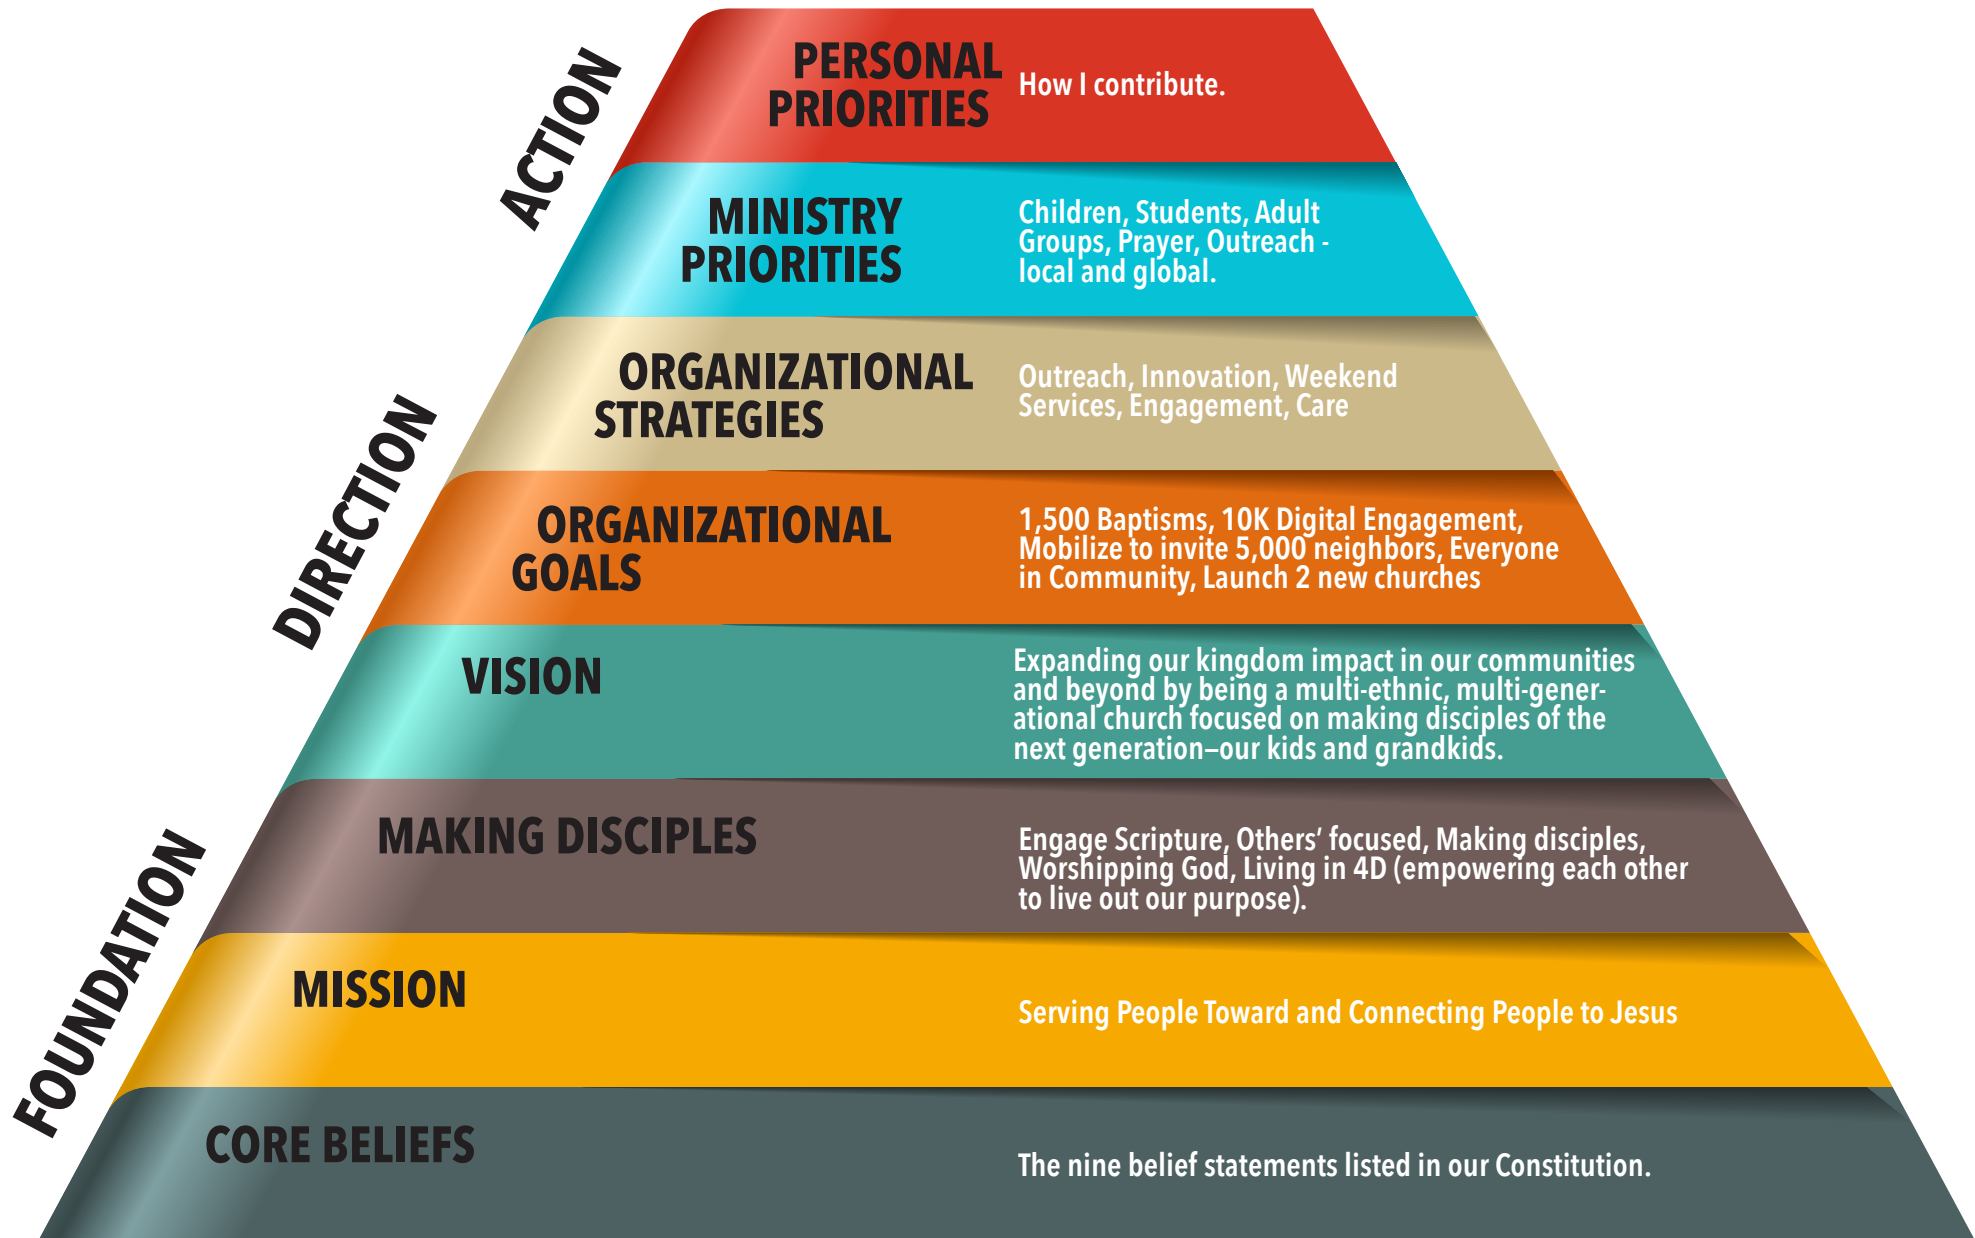 ACTION
PERSONAL
PRIORITIES
How I contribute.
MINISTRY
PRIORITIES
Children, Students, Adult
Groups, Prayer, Outreach -
local and global.
DIRECTION
ORGANIZATIONAL
STRATEGIES
Outreach, Innovation, Weekend
Services, Engagement, Care
ORGANIZATIONAL
GOALS
1,500 Baptisms, 10K Digital Engagement,
Mobilize to invite 5,000 neighbors, Everyone
in Community, Launch 2 new churches
VISION
Expanding our kingdom impact in our communities
and beyond by being a multi-ethnic, multi-gener-
ational church focused on making disciples of the
next generation–our kids and grandkids.
FOUNDATION
MAKING DISCIPLES
Engage Scripture, Others’ focused, Making disciples,
Worshipping God, Living in 4D (empowering each other
to live out our purpose).
MISSION
Serving People Toward and Connecting People to Jesus
CORE BELIEFS
The nine belief statements listed in our Constitution.